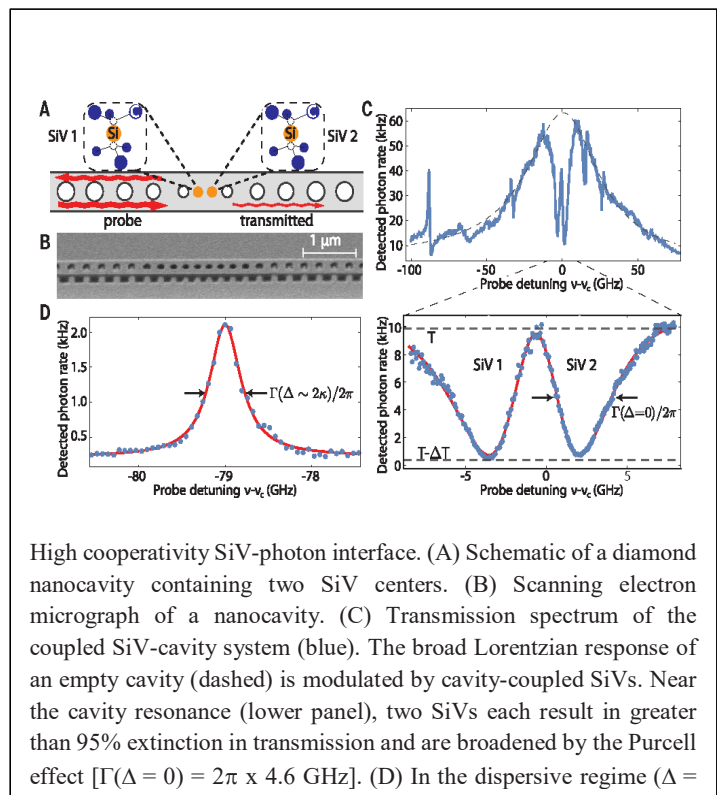 A
SiV 1
Si
Si
SiV 2
probe
transmitted
B
1 μm
C
Detected photon rate (kHz)
60
50
40
30
20
10
-100
-50
0
50
Probe detuning ν-νc(GHz)
D
Detected photon rate (kHz)
2.0
1.5
1.0
0.5
Γ(Δ ∼ 2κ)/2π
-80
-79
-78
Probe detuning ν-νc (GHz)
Detected photon rate (kHz)
10
8
6
4
2
0
T
SiV 1
SiV 2
Γ(Δ=0)/2π
T-ΔT
-5
0
5
Probe detuning ν-νc (GHz)
High cooperativity SiV-photon interface. (A) Schematic of a diamond
nanocavity containing two SiV centers. (B) Scanning electron
micrograph of a nanocavity. (C) Transmission spectrum of the
coupled SiV-cavity system (blue). The broad Lorentzian response of
an empty cavity (dashed) is modulated by cavity-coupled SiVs. Near
the cavity resonance (lower panel), two SiVs each result in greater
than 95% extinction in transmission and are broadened by the Purcell
effect [Γ(Δ = 0) = 2π x 4.6 GHz]. (D) In the dispersive regime (Δ =